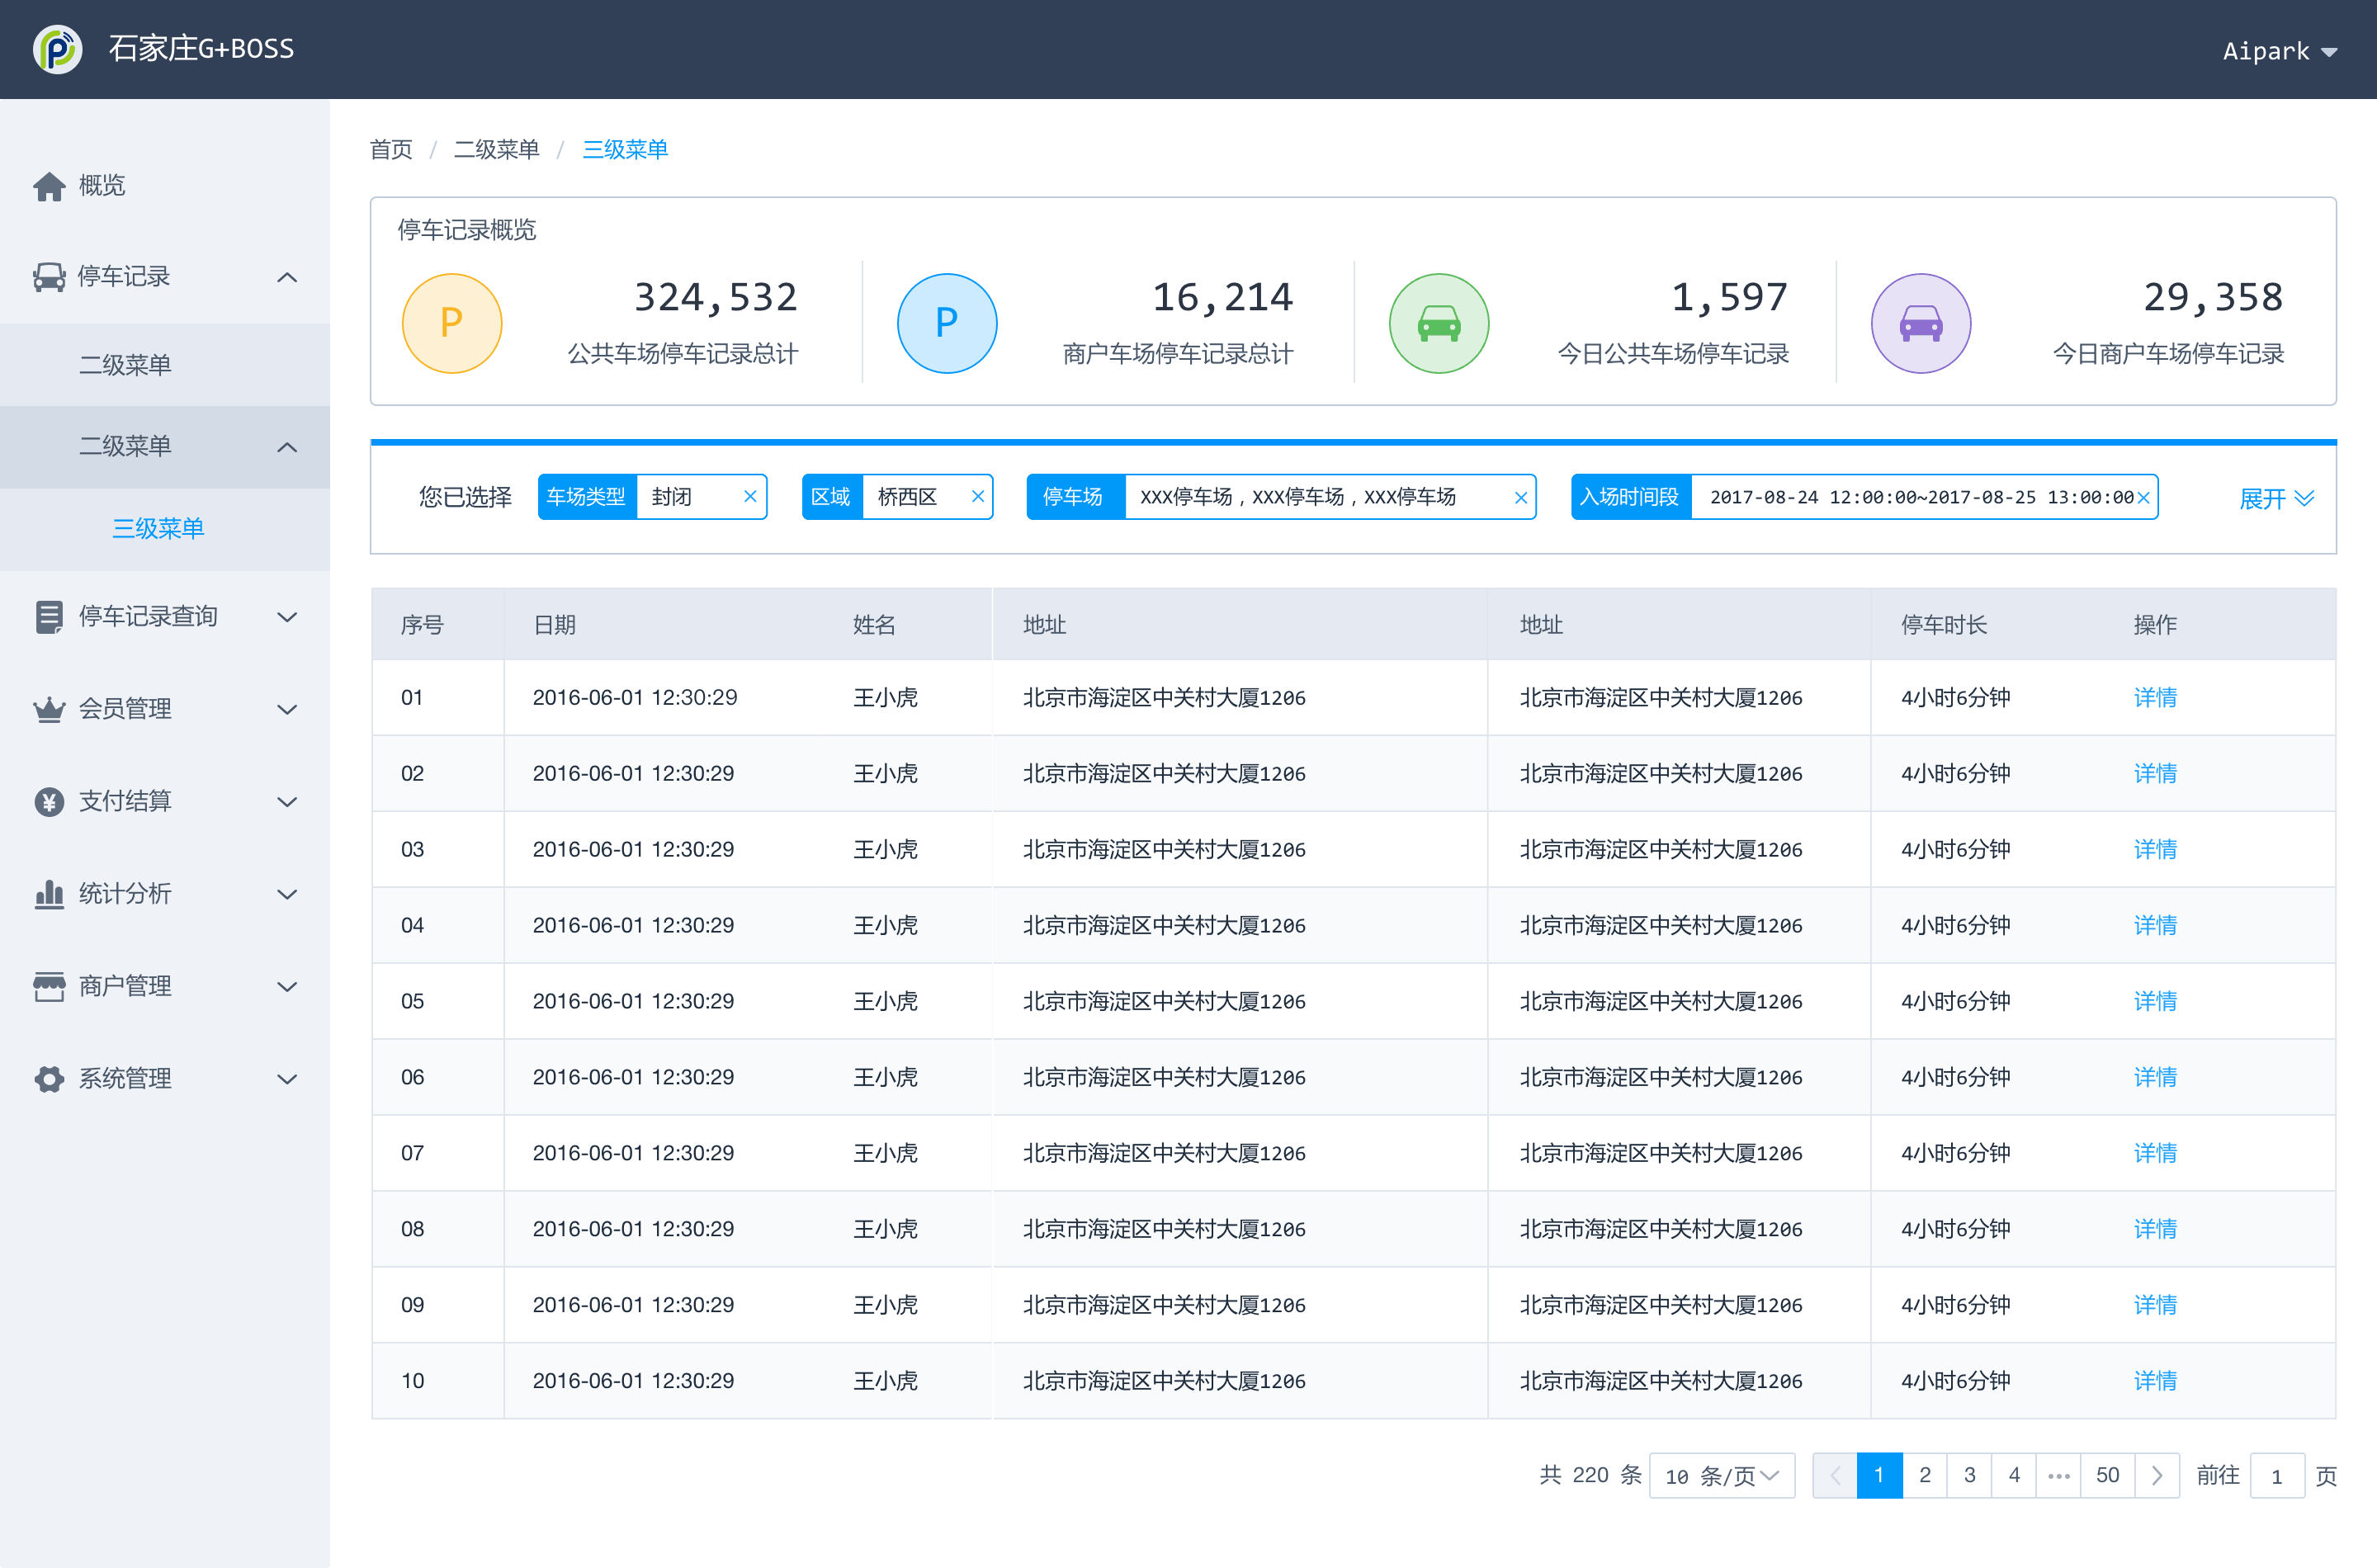 石家庄G+BOSS
Aipark
概览
停车记录
二级菜单
二级菜单
三级菜单
停车记录查询
会员管理
支付结算
统计分析
商户管理
系统管理
首页 / 二级菜单 / 三级菜单
停车记录概览
P 324,532 公共车场停车记录总计
P 16,214 商户车场停车记录总计
1,597 今日公共车场停车记录
29,358 今日商户车场停车记录
您已选择 车场类型 封闭 × 区域 桥西区 × 停车场 XXX停车场，XXX停车场，XXX停车场 × 入场时间段 2017-08-24 12:00:00~2017-08-25 13:00:00 × 展开
序号 日期 姓名 地址 地址 停车时长 操作
01 2016-06-01 12:30:29 王小虎 北京市海淀区中关村大厦1206 北京市海淀区中关村大厦1206 4小时6分钟 详情
02 2016-06-01 12:30:29 王小虎 北京市海淀区中关村大厦1206 北京市海淀区中关村大厦1206 4小时6分钟 详情
03 2016-06-01 12:30:29 王小虎 北京市海淀区中关村大厦1206 北京市海淀区中关村大厦1206 4小时6分钟 详情
04 2016-06-01 12:30:29 王小虎 北京市海淀区中关村大厦1206 北京市海淀区中关村大厦1206 4小时6分钟 详情
05 2016-06-01 12:30:29 王小虎 北京市海淀区中关村大厦1206 北京市海淀区中关村大厦1206 4小时6分钟 详情
06 2016-06-01 12:30:29 王小虎 北京市海淀区中关村大厦1206 北京市海淀区中关村大厦1206 4小时6分钟 详情
07 2016-06-01 12:30:29 王小虎 北京市海淀区中关村大厦1206 北京市海淀区中关村大厦1206 4小时6分钟 详情
08 2016-06-01 12:30:29 王小虎 北京市海淀区中关村大厦1206 北京市海淀区中关村大厦1206 4小时6分钟 详情
09 2016-06-01 12:30:29 王小虎 北京市海淀区中关村大厦1206 北京市海淀区中关村大厦1206 4小时6分钟 详情
10 2016-06-01 12:30:29 王小虎 北京市海淀区中关村大厦1206 北京市海淀区中关村大厦1206 4小时6分钟 详情
共 220 条 10 条/页 1 2 3 4 ••• 50 前往 1 页